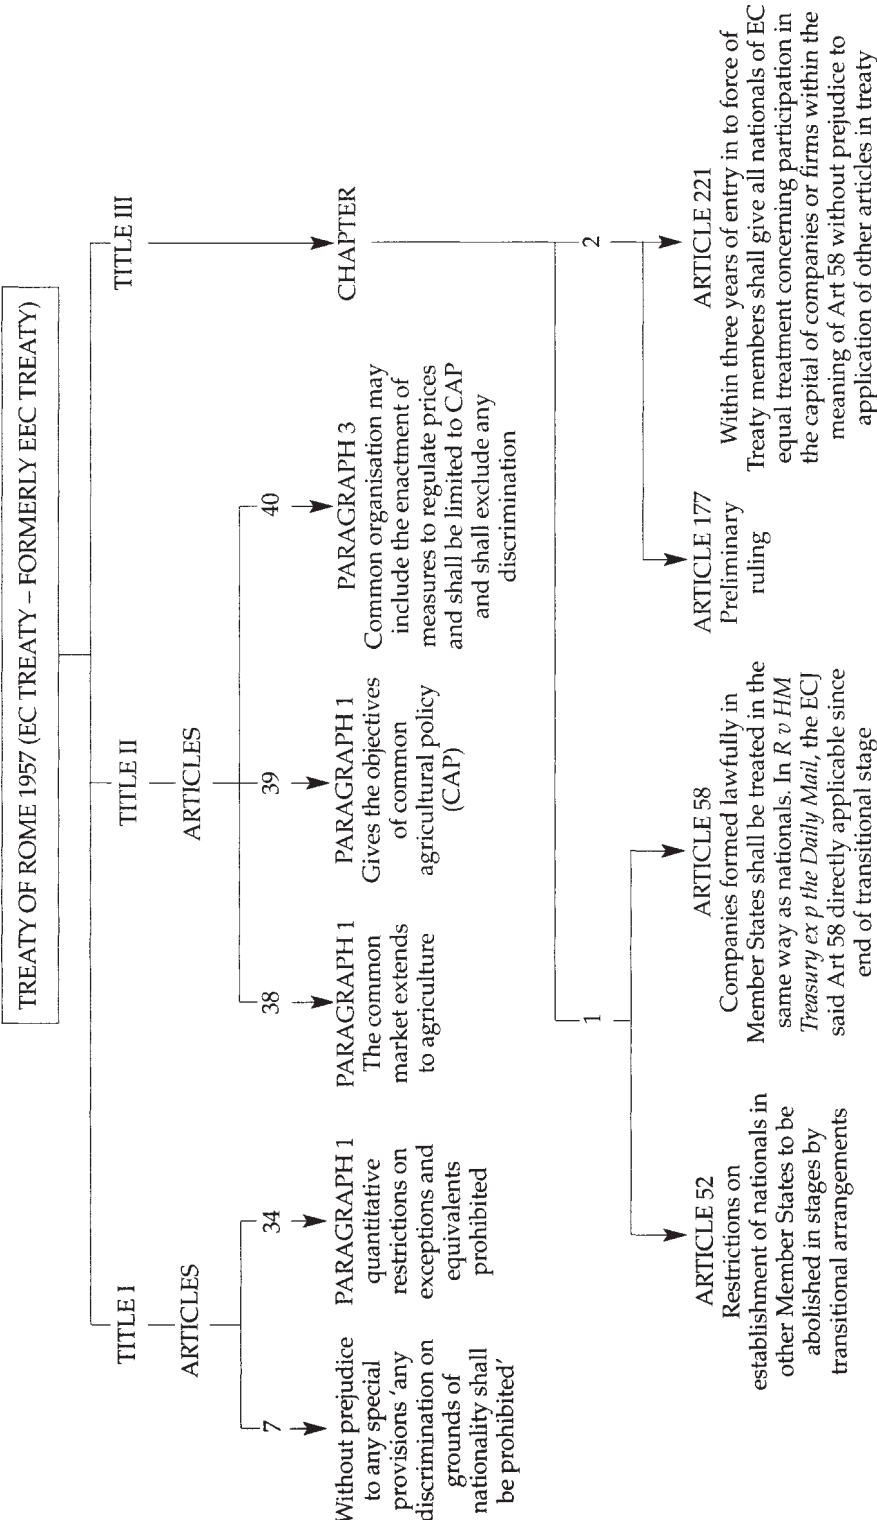 TREATY OF ROME 1957 (EC TREATY – FORMERLY EEC TREATY)
TITLE I
ARTICLES
7
Without prejudice
to any special
provisions 'any
discrimination on
grounds of
nationality shall
be prohibited'
34
PARAGRAPH 1
quantitative
restrictions on
exceptions and
equivalents
prohibited
TITLE II
ARTICLES
38
PARAGRAPH 1
The common
market extends
to agriculture
39
PARAGRAPH 1
Gives the objectives
of common
agricultural policy
(CAP)
40
PARAGRAPH 3
Common organisation may
include the enactment of
measures to regulate prices
and shall be limited to CAP
and shall exclude any
discrimination
TITLE III
CHAPTER
1
ARTICLE 52
Restrictions on
establishment of nationals in
other Member States to be
abolished in stages by
transitional arrangements
ARTICLE 58
Companies formed lawfully in
Member States shall be treated in the
same way as nationals. In R v HM
Treasury ex p the Daily Mail, the ECJ
said Art 58 directly applicable since
end of transitional stage
2
ARTICLE 177
Preliminary
ruling
ARTICLE 221
Within three years of entry in to force of
Treaty members shall give all nationals of EC
equal treatment concerning participation in
the capital of companies or firms within the
meaning of Art 58 without prejudice to
application of other articles in treaty